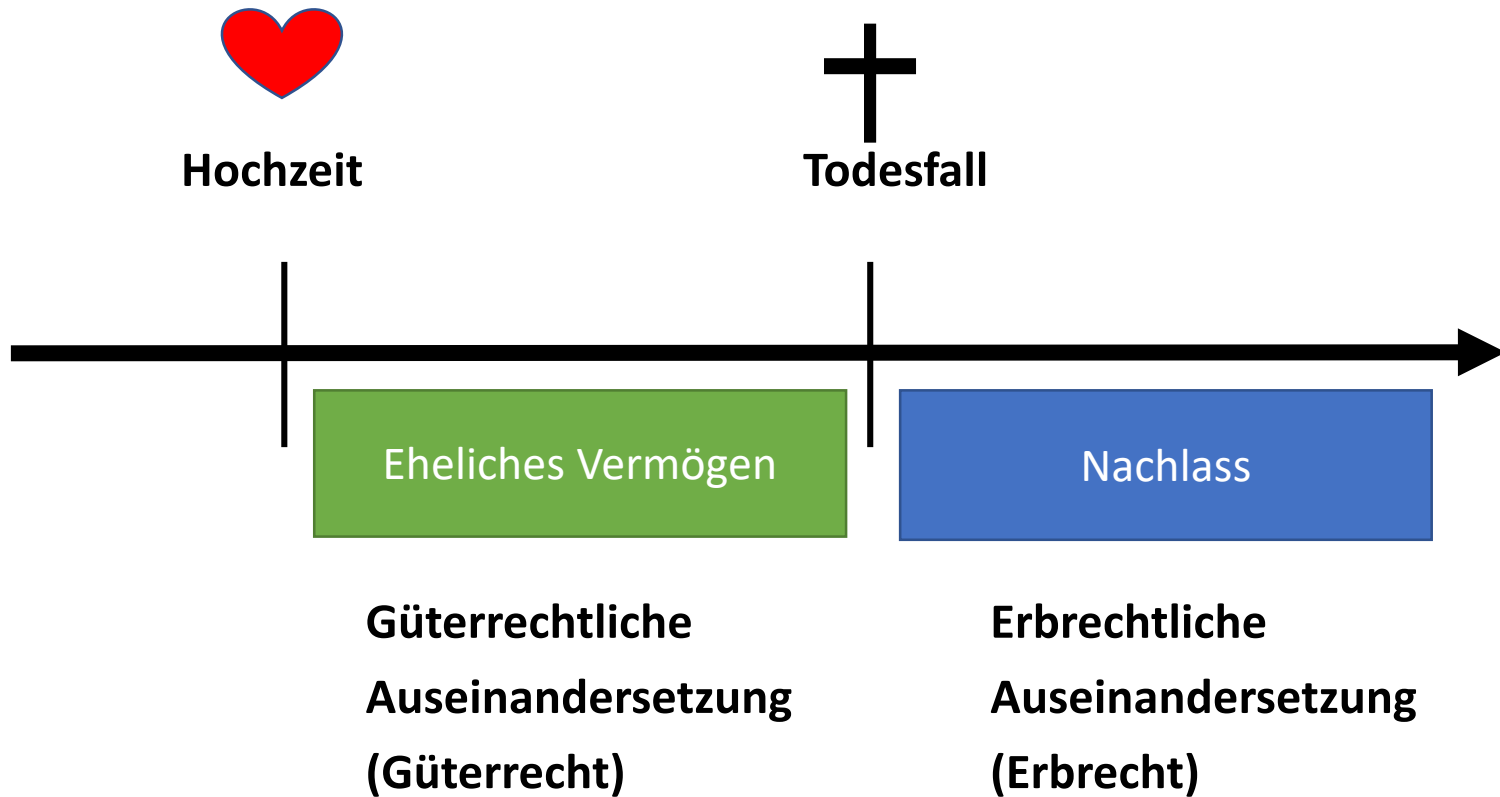 Hochzeit
Todesfall
Eheliches Vermögen
Nachlass
Güterrechtliche
Auseinandersetzung
(Güterrecht)
Erbrechtliche
Auseinandersetzung
(Erbrecht)